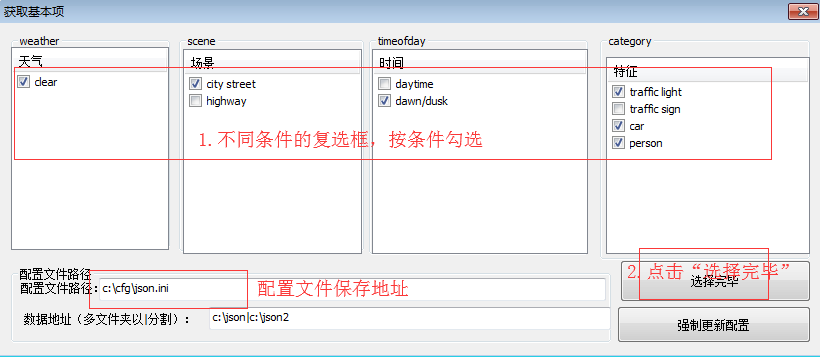 获取基本项
weather
scene
timeofday
category
天气
场景
时间
特征
clear
city street
daytime
traffic light
highway
dawn/dusk
traffic sign
car
person
1.不同条件的复选框，按条件勾选
2.点击“选择完毕”
选择完毕
配置文件路径
配置文件路径：
c:\cfg\json.ini
配置文件保存地址
数据地址（多文件夹以|分割）：
c:\json|c:\json2
强制更新配置